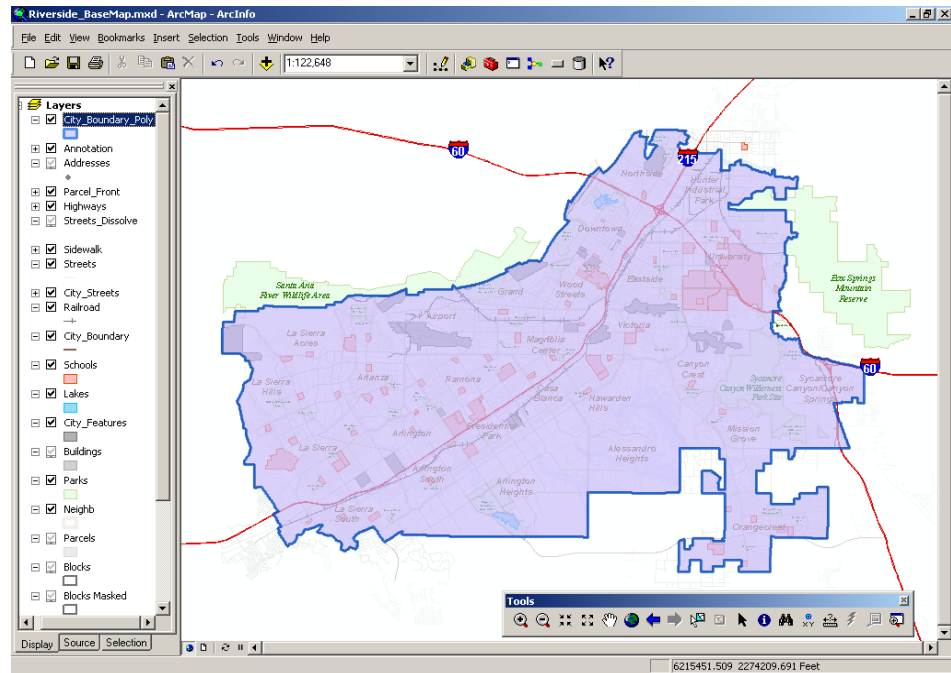 Riverside_BaseMap.mxd - ArcMap - ArcInfo
File Edit View Bookmarks Insert Selection Tools Window Help
1:122,648
Layers
City_Boundary_Poly
Annotation
Addresses
Parcel_Front
Highways
Streets_Dissolve
Sidewalk
Streets
City_Streets
Railroad
City_Boundary
Schools
Lakes
City_Features
Buildings
Parks
Neighb
Parcels
Blocks
Blocks Masked
Display Source Selection
60
215
Northside
Hunter
Industrial
Park
Downtown
University
Santa Ana
River Wildlife Area
Grand
Wood
Streets
Eastside
Box Springs
Mountain
Reserve
Airport
La Sierra
Acres
Magnolia
Center
Victoria
Canyon
Crest
60
La Sierra
Hills
Arlanza
Ramona
Casa
Blanca
Hawarden
Hills
Sycamore
Canyon Wilderness
Park Site
Sycamore
Canyon/Canyon
Springs
Presidential
Park
Arlington
Mission
Grove
La Sierra
Alessandro
Heights
Arlington
South
Arlington
Heights
La Sierra
South
Orangecrest
Tools
XY
6215451.509 2274209.691 Feet